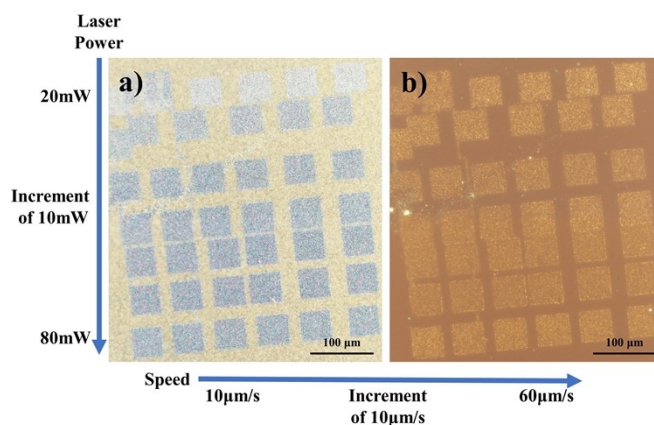 Laser
Power
a)
b)
20mW
Increment
of 10mW
80mW
100 μm
100 μm
Speed
10μm/s
Increment
of 10μm/s
60μm/s